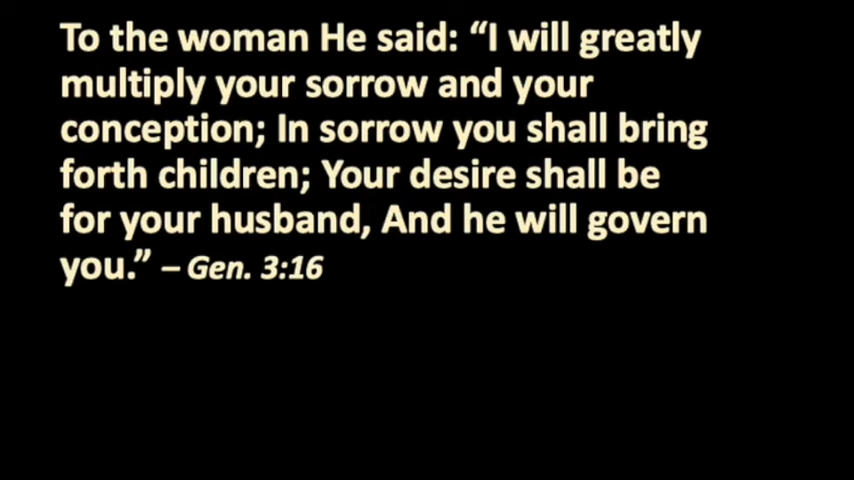 To the woman He said: “I will greatly
multiply your sorrow and your
conception; In sorrow you shall bring
forth children; Your desire shall be
for your husband, And he will govern
you.” – Gen. 3:16